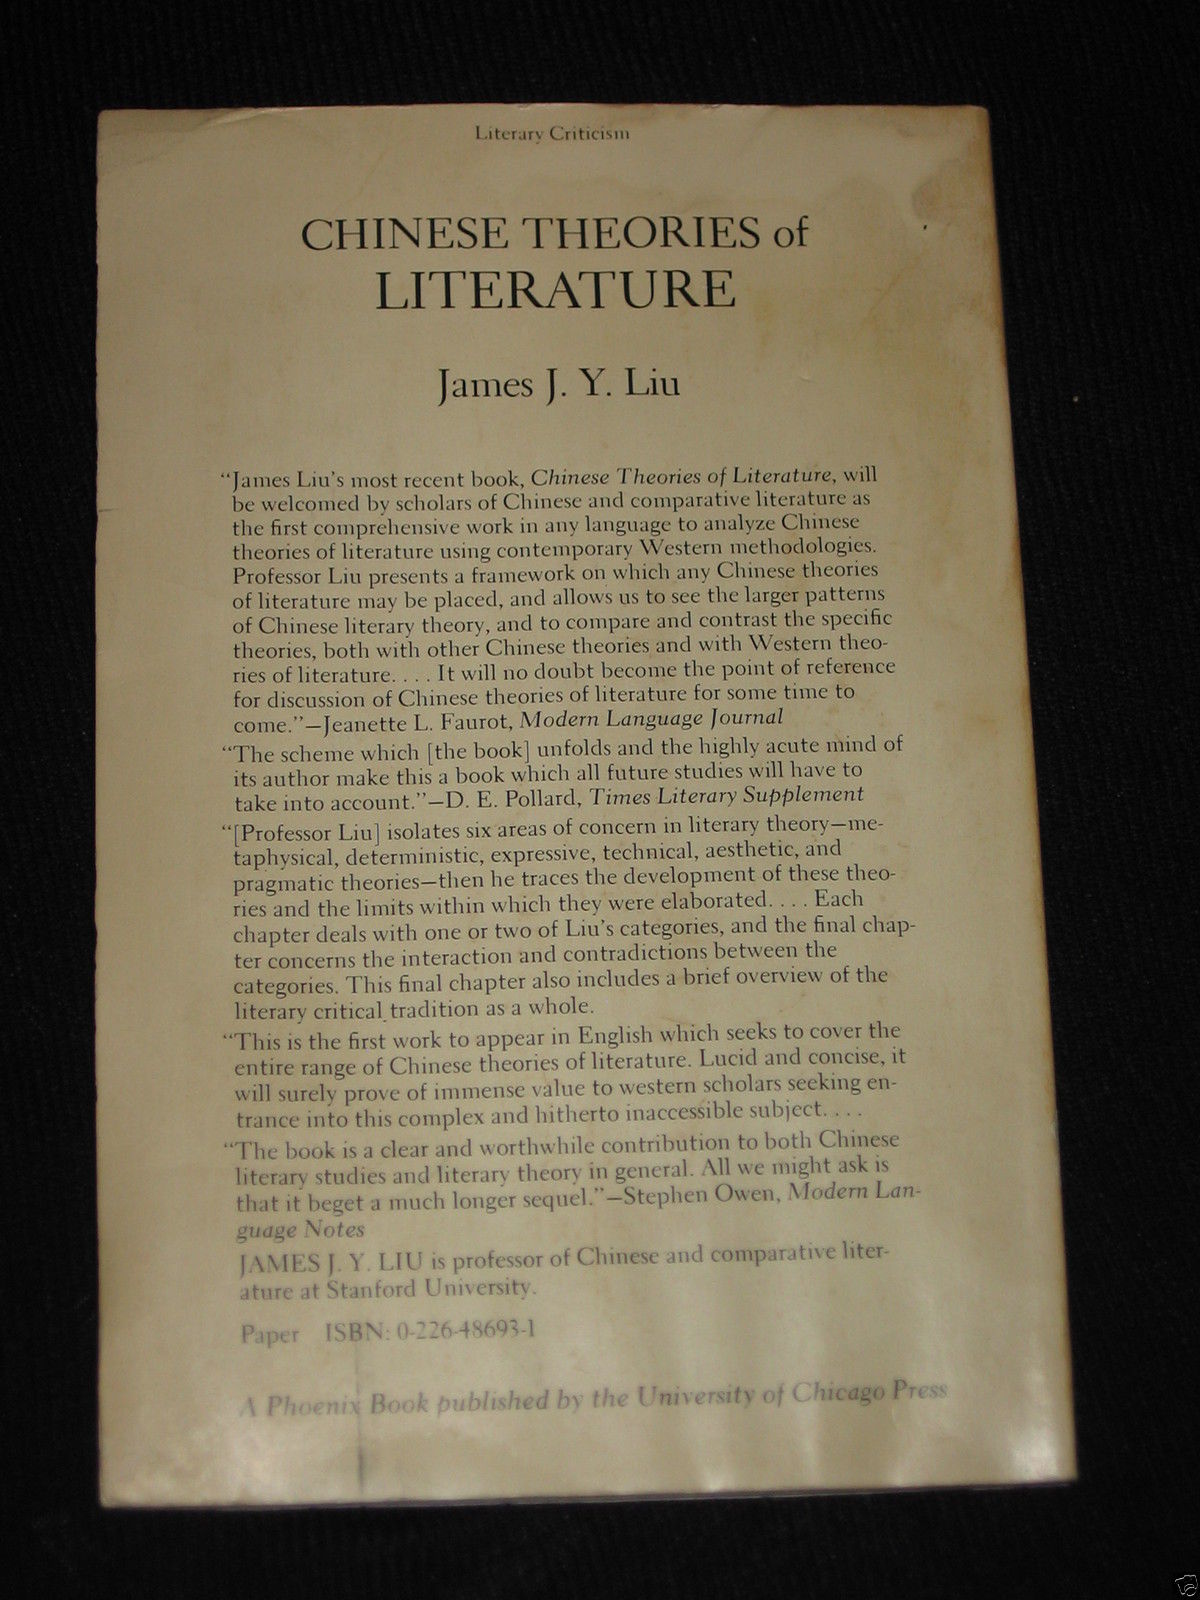 Literary Criticism
CHINESE THEORIES of
LITERATURE
James J. Y. Liu
“James Liu's most recent book, Chinese Theories of Literature, will
be welcomed by scholars of Chinese and comparative literature as
the first comprehensive work in any language to analyze Chinese
theories of literature using contemporary Western methodologies.
Professor Liu presents a framework on which any Chinese theories
of literature may be placed, and allows us to see the larger patterns
of Chinese literary theory, and to compare and contrast the specific
theories, both with other Chinese theories and with Western theo-
ries of literature. . . . It will no doubt become the point of reference
for discussion of Chinese theories of literature for some time to
come.”—Jeanette L. Faurot, Modern Language Journal
“The scheme which [the book] unfolds and the highly acute mind of
its author make this a book which all future studies will have to
take into account.”—D. E. Pollard, Times Literary Supplement
“[Professor Liu] isolates six areas of concern in literary theory—me-
taphysical, deterministic, expressive, technical, aesthetic, and
pragmatic theories—then he traces the development of these theo-
ries and the limits within which they were elaborated. . . . Each
chapter deals with one or two of Liu's categories, and the final chap-
ter concerns the interaction and contradictions between the
categories. This final chapter also includes a brief overview of the
literary critical tradition as a whole.
“This is the first work to appear in English which seeks to cover the
entire range of Chinese theories of literature. Lucid and concise, it
will surely prove of immense value to western scholars seeking en-
trance into this complex and hitherto inaccessible subject. . . .
“The book is a clear and worthwhile contribution to both Chinese
literary studies and literary theory in general. All we might ask is
that it beget a much longer sequel.”—Stephen Owen, Modern Lan-
guage Notes
JAMES J. Y. LIU is professor of Chinese and comparative liter-
ature at Stanford University.
Paper ISBN: 0-226-48693-1
A Phoenix Book published by the University of Chicago Press